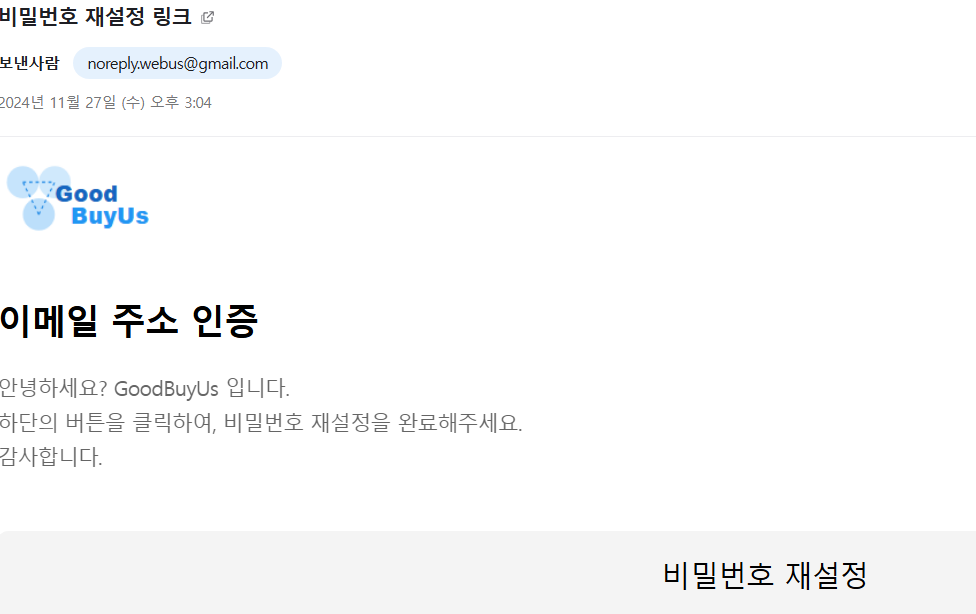 비밀번호 재설정 링크
보낸사람 noreply.webus@gmail.com
2024년 11월 27일 (수) 오후 3:04
Good
BuyUs
이메일 주소 인증
안녕하세요? GoodBuyUs 입니다.
하단의 버튼을 클릭하여, 비밀번호 재설정을 완료해주세요.
감사합니다.
비밀번호 재설정